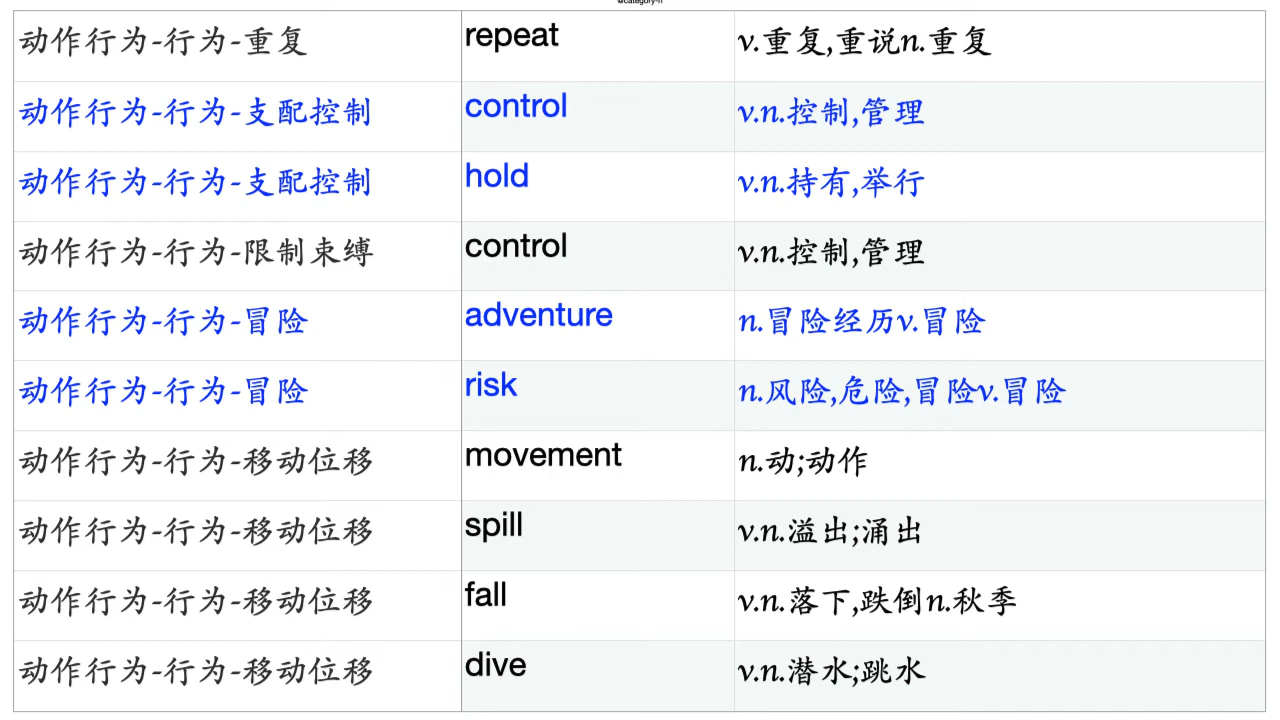 wcategory-n
动作行为-行为-重复 repeat v.重复,重说n.重复
动作行为-行为-支配控制 control v.n.控制,管理
动作行为-行为-支配控制 hold v.n.持有,举行
动作行为-行为-限制束缚 control v.n.控制,管理
动作行为-行为-冒险 adventure n.冒险经历v.冒险
动作行为-行为-冒险 risk n.风险,危险,冒险v.冒险
动作行为-行为-移动位移 movement n.动;动作
动作行为-行为-移动位移 spill v.n.溢出;涌出
动作行为-行为-移动位移 fall v.n.落下,跌倒n.秋季
动作行为-行为-移动位移 dive v.n.潜水;跳水